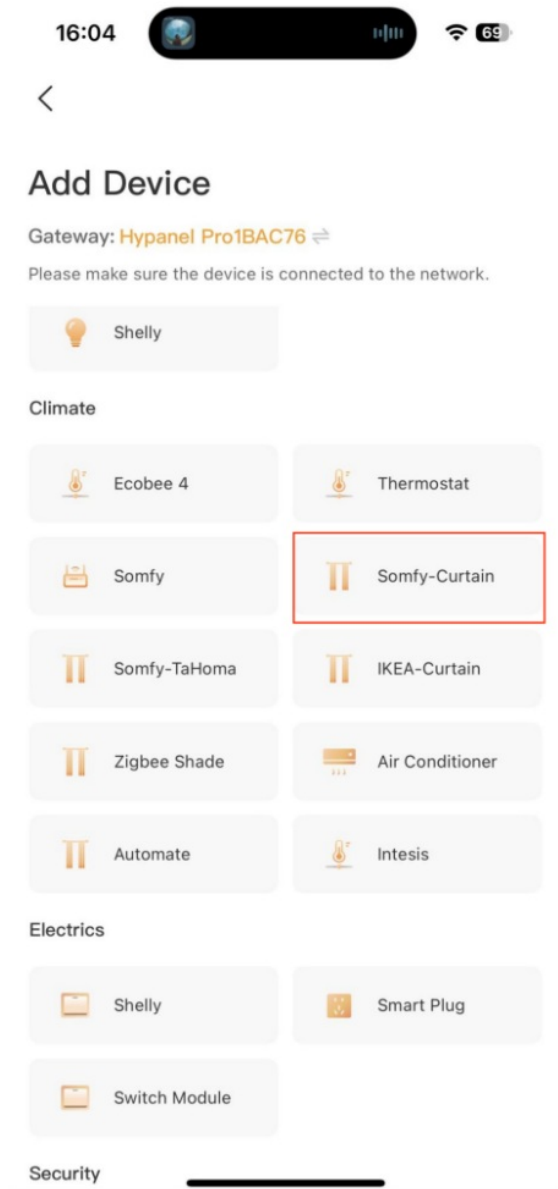 16:04
69
Add Device
Gateway: Hypanel Pro1BAC76
Please make sure the device is connected to the network.
Shelly
Climate
Ecobee 4
Thermostat
Somfy
Somfy-Curtain
Somfy-TaHoma
IKEA-Curtain
Zigbee Shade
Air Conditioner
Automate
Intesis
Electrics
Shelly
Smart Plug
Switch Module
Security